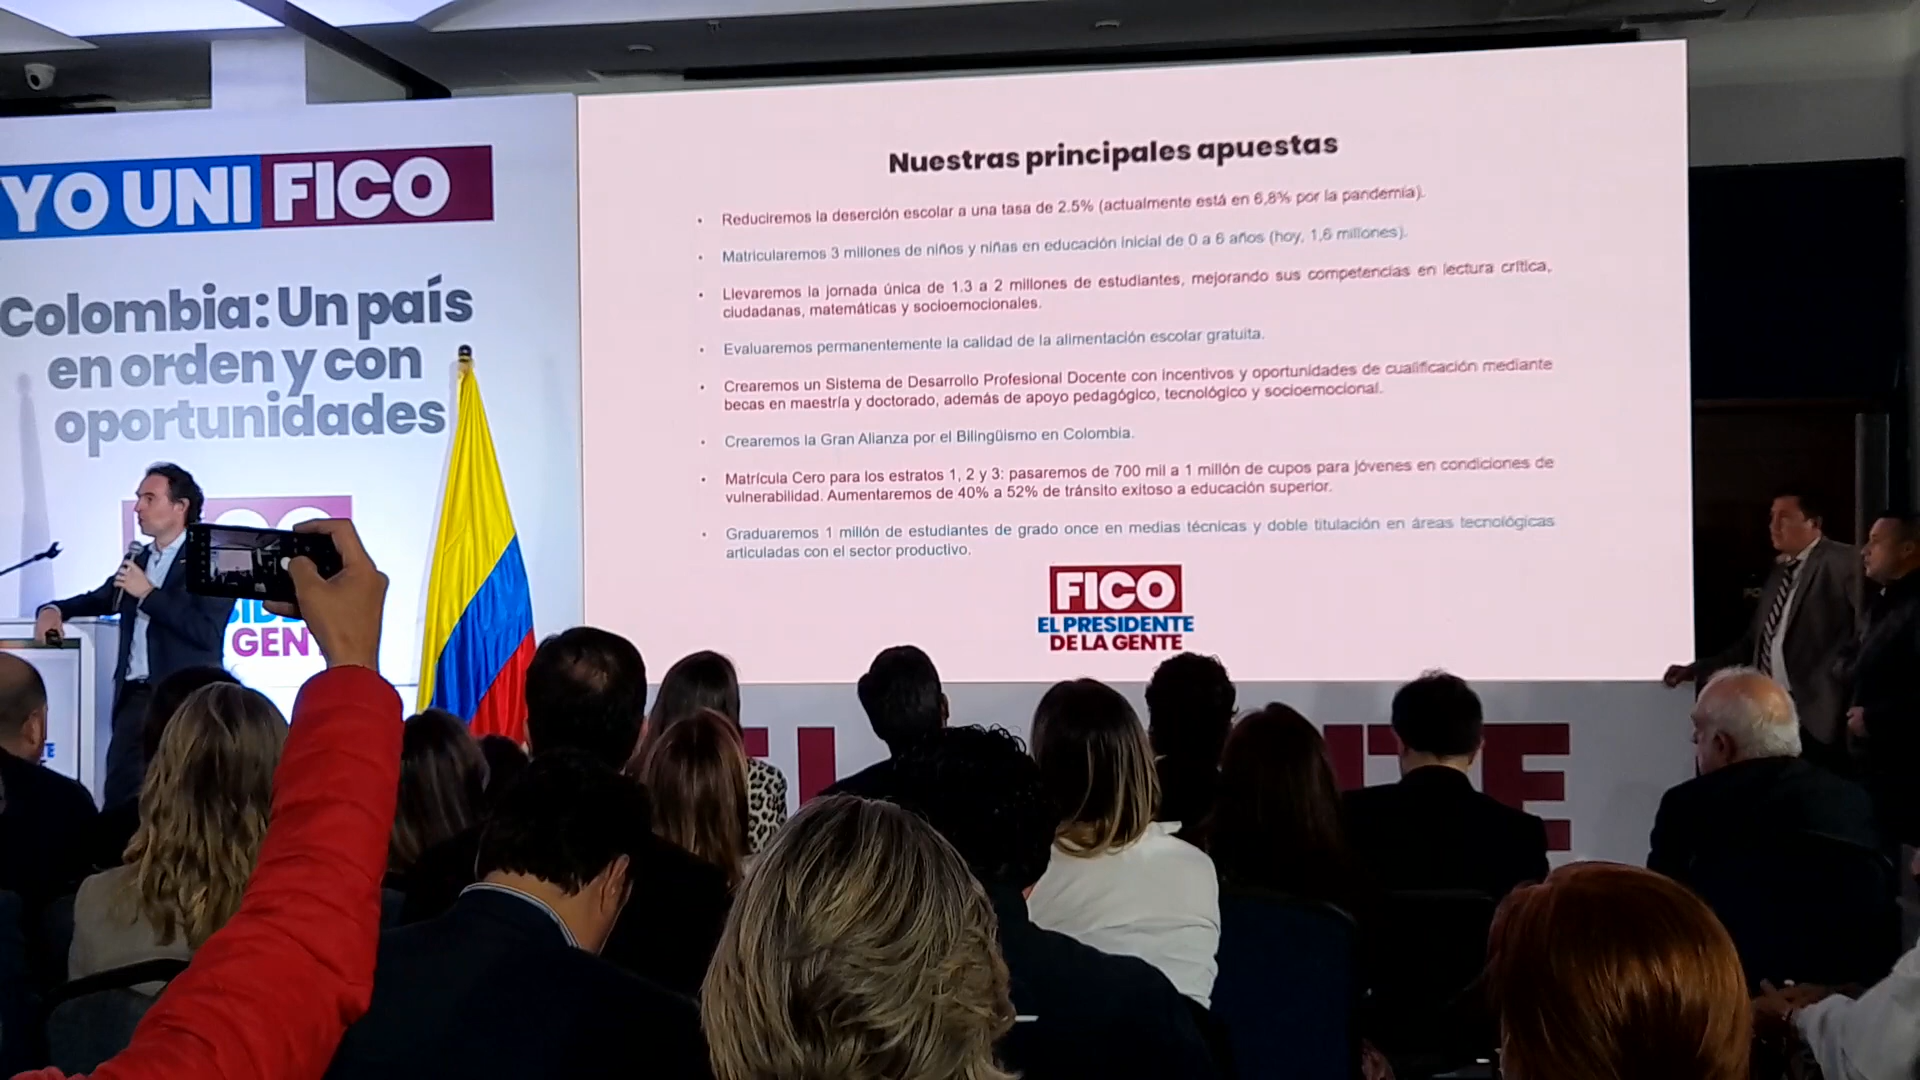 YO UNI FICO
Colombia: Un país
en orden y con
oportunidades
GEN
Nuestras principales apuestas
• Reduciremos la deserción escolar a una tasa de 2.5% (actualmente está en 6,8% por la pandemia).
• Matricularemos 3 millones de niños y niñas en educación inicial de 0 a 6 años (hoy, 1,6 millones).
• Llevaremos la jornada única de 1.3 a 2 millones de estudiantes, mejorando sus competencias en lectura crítica,
ciudadanas, matemáticas y socioemocionales.
• Evaluaremos permanentemente la calidad de la alimentación escolar gratuita.
• Crearemos un Sistema de Desarrollo Profesional Docente con incentivos y oportunidades de cualificación mediante
becas en maestría y doctorado, además de apoyo pedagógico, tecnológico y socioemocional.
• Crearemos la Gran Alianza por el Bilingüismo en Colombia.
• Matrícula Cero para los estratos 1, 2 y 3: pasaremos de 700 mil a 1 millón de cupos para jóvenes en condiciones de
vulnerabilidad. Aumentaremos de 40% a 52% de tránsito exitoso a educación superior.
• Graduaremos 1 millón de estudiantes de grado once en medias técnicas y doble titulación en áreas tecnológicas
articuladas con el sector productivo.
FICO
EL PRESIDENTE
DE LA GENTE